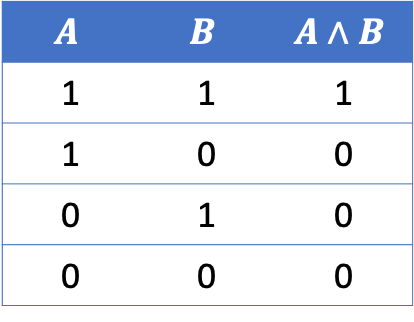 A B A ∧ B
1 1 1
1 0 0
0 1 0
0 0 0